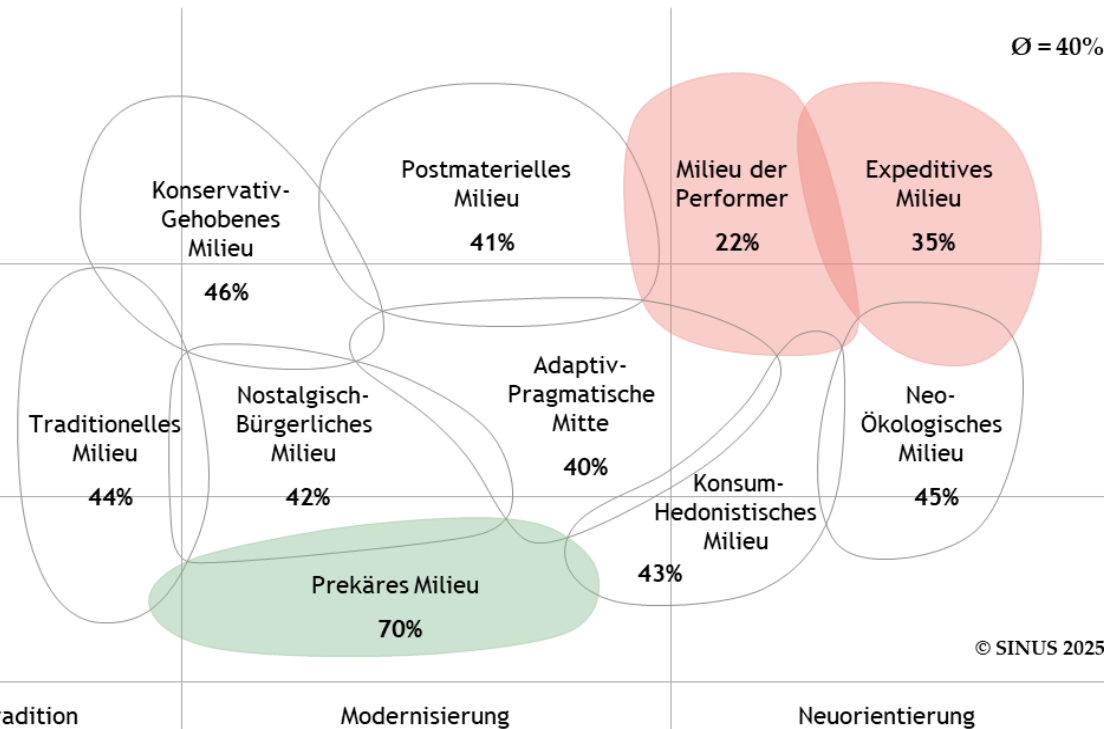 Ø = 40%
Konservativ-
Gehobenes
Milieu
46%
Postmaterielles
Milieu
41%
Milieu der
Performer
22%
Expeditives
Milieu
35%
Traditionelles
Milieu
44%
Nostalgisch-
Bürgerliches
Milieu
42%
Adaptiv-
Pragmatische
Mitte
40%
Neo-
Ökologisches
Milieu
45%
Konsum-
Hedonistisches
Milieu
43%
Prekäres Milieu
70%
© SINUS 2025
radition
Modernisierung
Neuorientierung